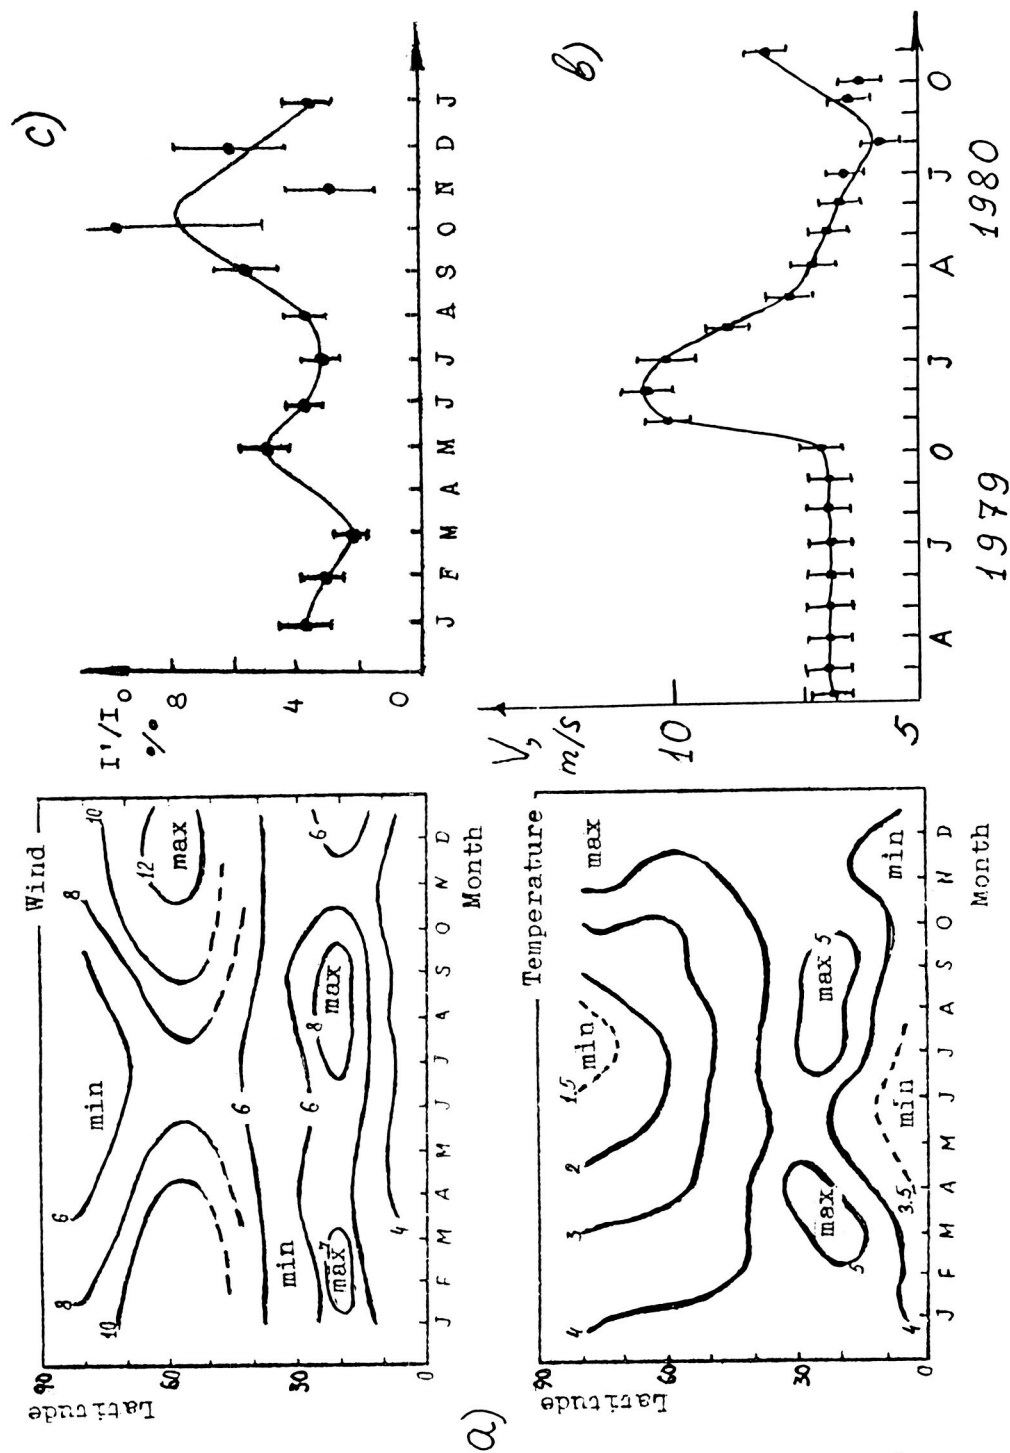 a)
Wind
Latitude
90
60
30
0
6
8
10
min
8
10
12
max
6
6
min
max 7
8
max
6
4
J F M A M J J A S O N D
Month
Temperature
Latitude
90
60
30
0
4
3
2
1.5
min
max
max
5
max 5
3.5
min
4
min
J F M A M J J A S O N D
Month
c)
I'/I₀
%
8
4
0
J F M A M J J A S O N D J
b)
V,
m/s
10
5
A J O J A J O
1979 1980